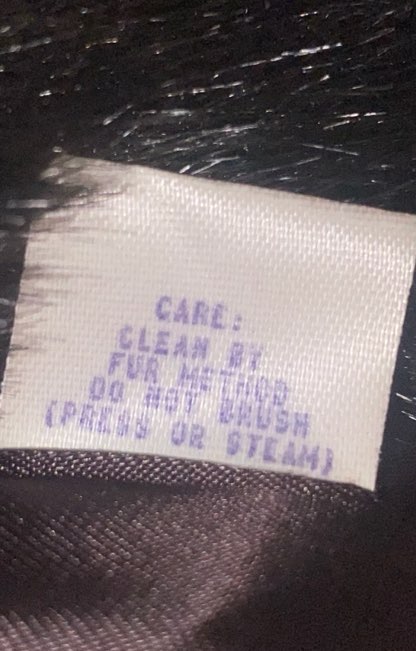 CARE:
CLEAN BY
FUR METHOD
DO NOT BRUSH
(PRESS OR STEAM)